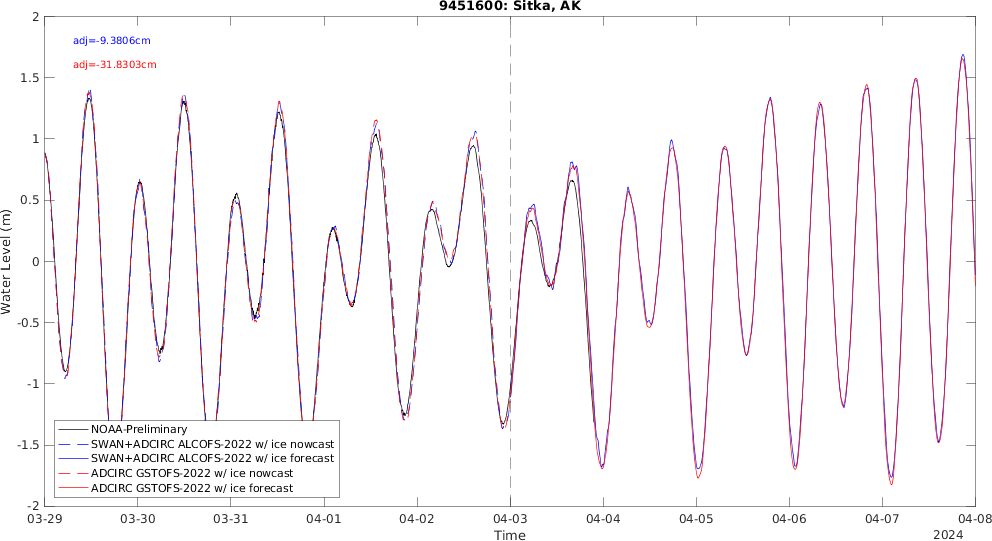 9451600: Sitka, AK
2
1.5
1
0.5
0
-0.5
-1
-1.5
-2
Water Level (m)
adj=-9.3806cm
adj=-31.8303cm
NOAA-Preliminary
SWAN+ADCIRC ALCOFS-2022 w/ ice nowcast
SWAN+ADCIRC ALCOFS-2022 w/ ice forecast
ADCIRC GSTOFS-2022 w/ ice nowcast
ADCIRC GSTOFS-2022 w/ ice forecast
03-29 03-30 03-31 04-01 04-02 04-03 04-04 04-05 04-06 04-07 04-08
Time
2024